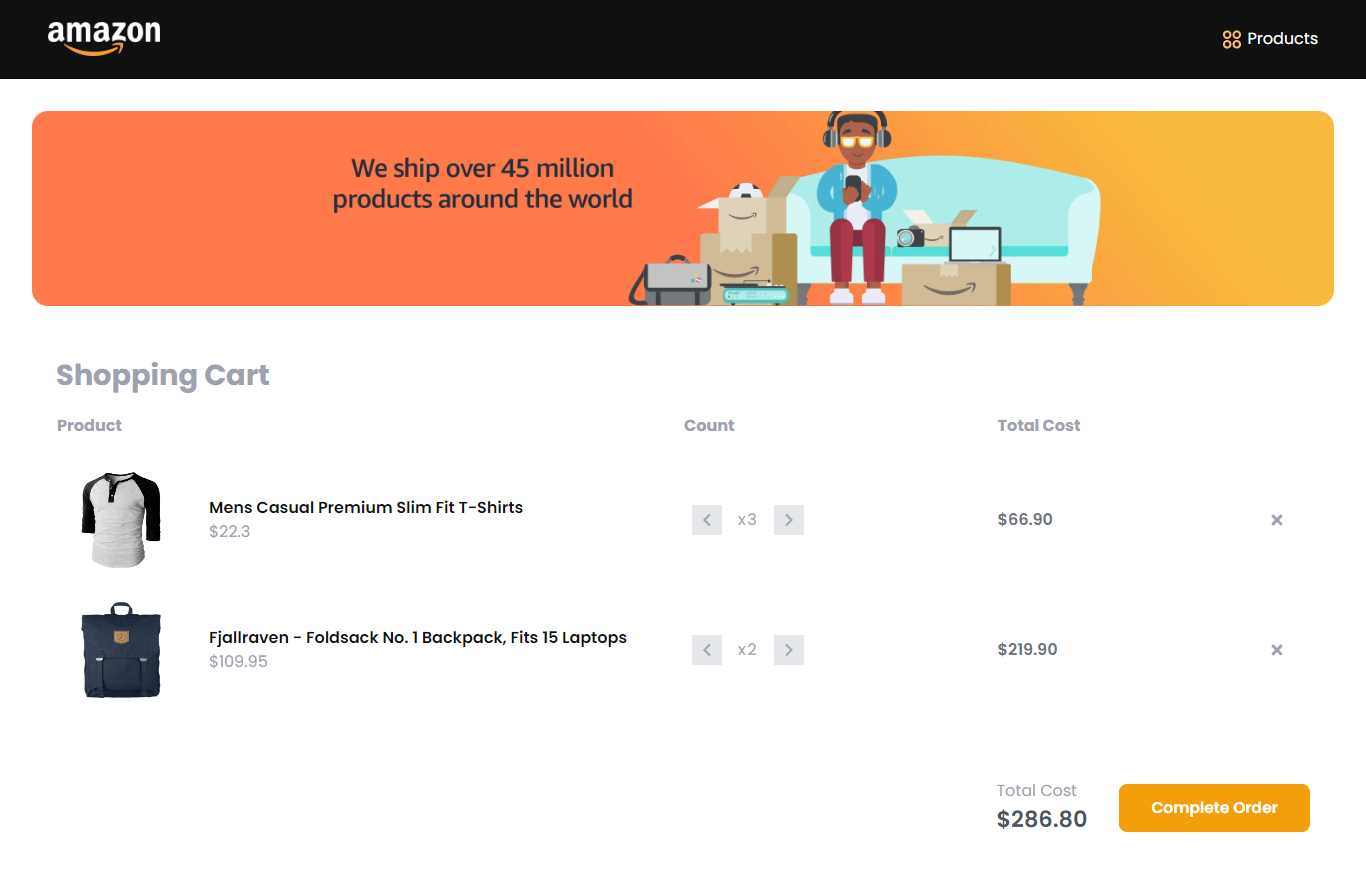 amazon
Products
We ship over 45 million
products around the world
Shopping Cart
Product Count Total Cost
Mens Casual Premium Slim Fit T-Shirts
$22.3
x3
$66.90
Fjallraven - Foldsack No. 1 Backpack, Fits 15 Laptops
$109.95
x2
$219.90
Total Cost
$286.80
Complete Order